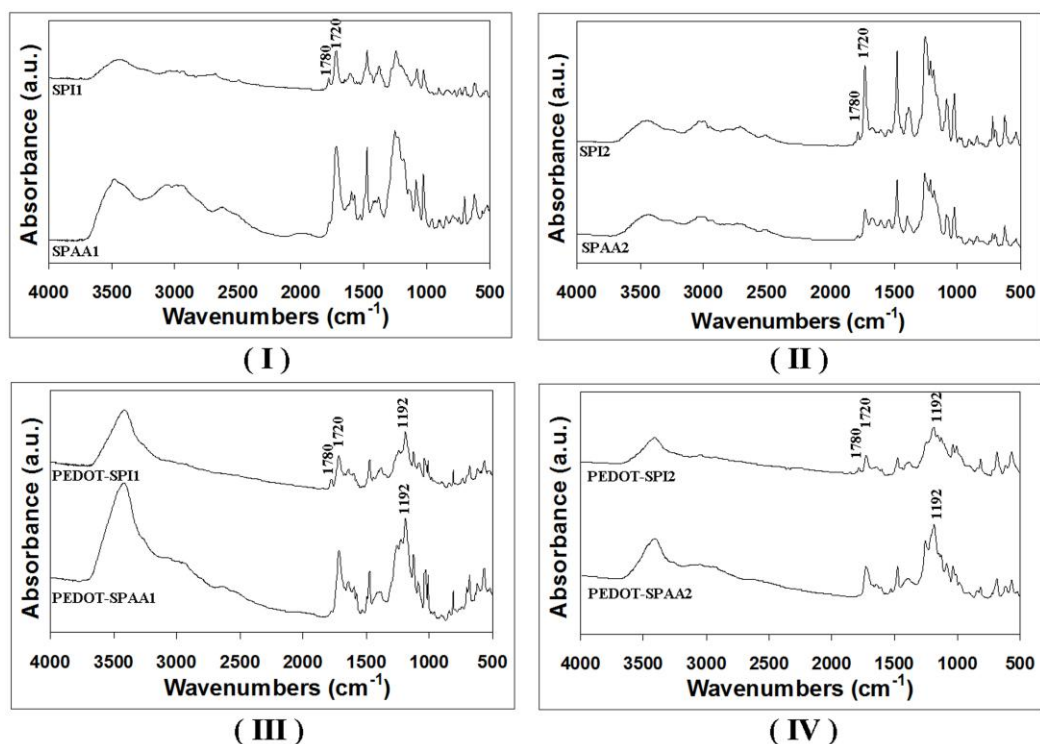 Absorbance (a.u.)
1780
1720
SPI1
SPAA1
4000 3500 3000 2500 2000 1500 1000 500
Wavenumbers (cm⁻¹)
( I )
Absorbance (a.u.)
1780
1720
SPI2
SPAA2
4000 3500 3000 2500 2000 1500 1000 500
Wavenumbers (cm⁻¹)
( II )
Absorbance (a.u.)
1780
1720
1192
PEDOT-SPI1
1192
PEDOT-SPAA1
4000 3500 3000 2500 2000 1500 1000 500
Wavenumbers (cm⁻¹)
( III )
Absorbance (a.u.)
1780
1720
1192
PEDOT-SPI2
1192
PEDOT-SPAA2
4000 3500 3000 2500 2000 1500 1000 500
Wavenumbers (cm⁻¹)
( IV )